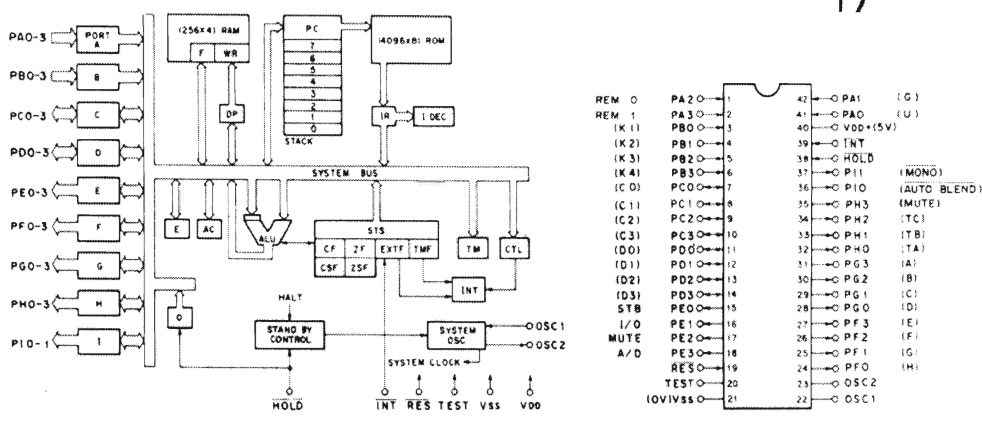 17
PA0-3 PORT A
PB0-3 B
PC0-3 C
PD0-3 D
PE0-3 E
PF0-3 F
PG0-3 G
PH0-3 H
PI0-1 I
(256X4) RAM
F WR
DP
PC
7
6
5
4
3
2
1
0
STACK
(4096X8) ROM
IR I DEC
SYSTEM BUS
E AC ALU
STS
CF ZF EXTF TMF
CSF ZSF
TM CTL
INT
O
HALT
STAND BY CONTROL
SYSTEM OSC
OSC1
OSC2
SYSTEM CLOCK
HOLD INT RES TEST VSS VDD
REM 0 PA2 1 42 PA1 (G)
REM 1 PA3 2 41 PA0 (U)
(K1) PB0 3 40 VDD+(5V)
(K2) PB1 4 39 INT
(K3) PB2 5 38 HOLD
(K4) PB3 6 37 PI1 (MONO)
(C0) PC0 7 36 PI0 (AUTO BLEND)
(C1) PC1 8 35 PH3 (MUTE)
(C2) PC2 9 34 PH2 (TC)
(C3) PC3 10 33 PH1 (TB)
(D0) PD0 11 32 PH0 (TA)
(D1) PD1 12 31 PG3 (A)
(D2) PD2 13 30 PG2 (B)
(D3) PD3 14 29 PG1 (C)
STB PE0 15 28 PG0 (D)
I/O PE1 16 27 PF3 (E)
MUTE PE2 17 26 PF2 (F)
A/D PE3 18 25 PF1 (G)
RES 19 24 PF0 (H)
TEST 20 23 OSC2
(0V)VSS 21 22 OSC1